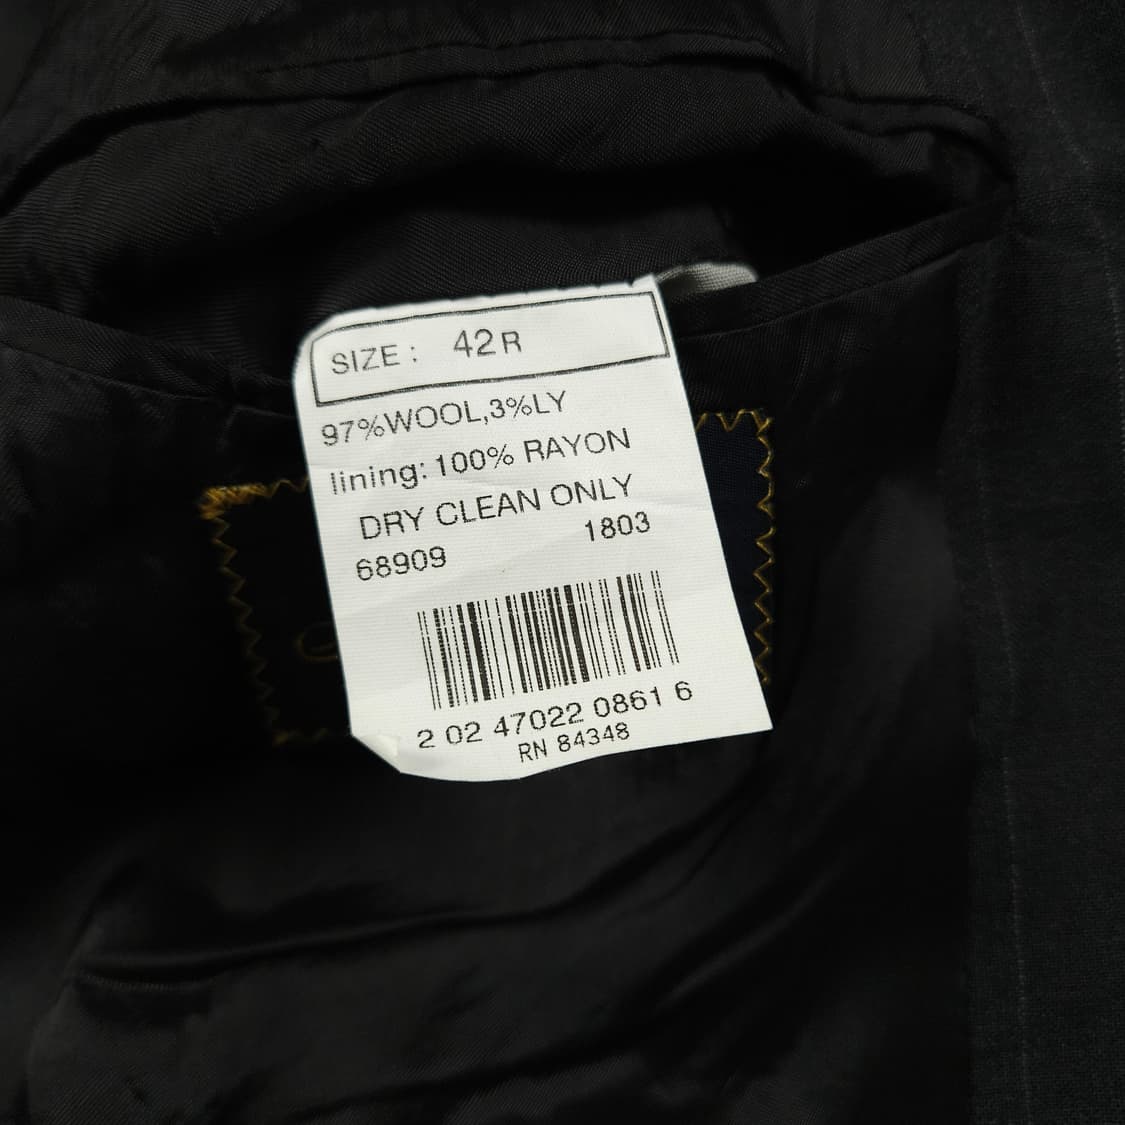 SIZE : 42R
97%WOOL,3%LY
lining: 100% RAYON
DRY CLEAN ONLY
68909 1803
2 02 47022 0861 6
RN 84348